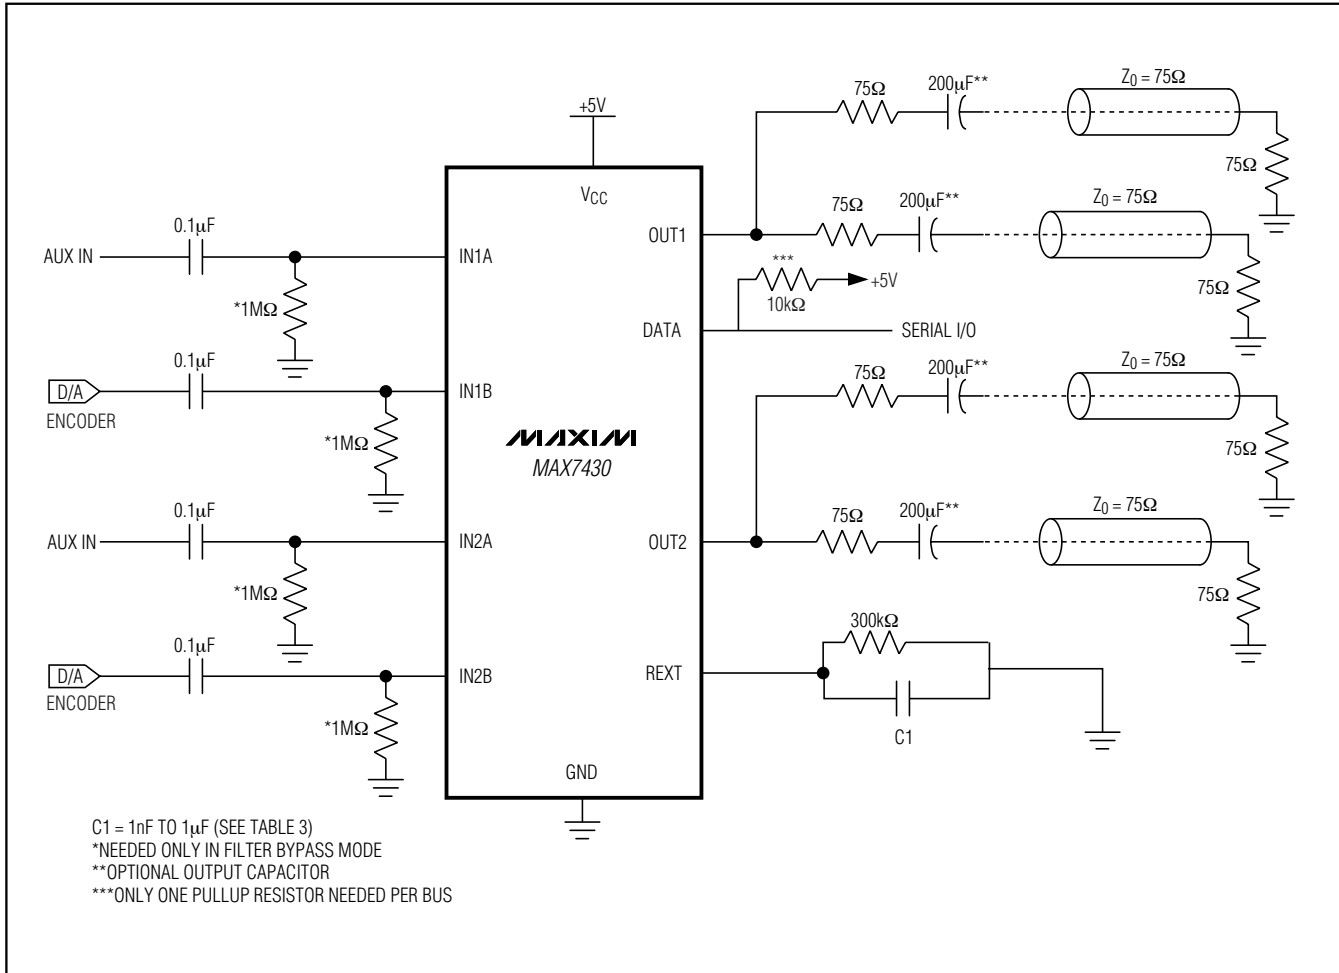 +5V
VCC
75Ω
200µF**
Z0 = 75Ω
75Ω
AUX IN
0.1µF
*1MΩ
IN1A
OUT1
75Ω
200µF**
Z0 = 75Ω
75Ω
***
10kΩ
+5V
DATA
SERIAL I/O
D/A
ENCODER
0.1µF
*1MΩ
IN1B
MAXIM
MAX7430
75Ω
200µF**
Z0 = 75Ω
75Ω
AUX IN
0.1µF
*1MΩ
IN2A
OUT2
75Ω
200µF**
Z0 = 75Ω
75Ω
D/A
ENCODER
0.1µF
*1MΩ
IN2B
REXT
300kΩ
C1
GND
C1 = 1nF TO 1µF (SEE TABLE 3)
*NEEDED ONLY IN FILTER BYPASS MODE
**OPTIONAL OUTPUT CAPACITOR
***ONLY ONE PULLUP RESISTOR NEEDED PER BUS